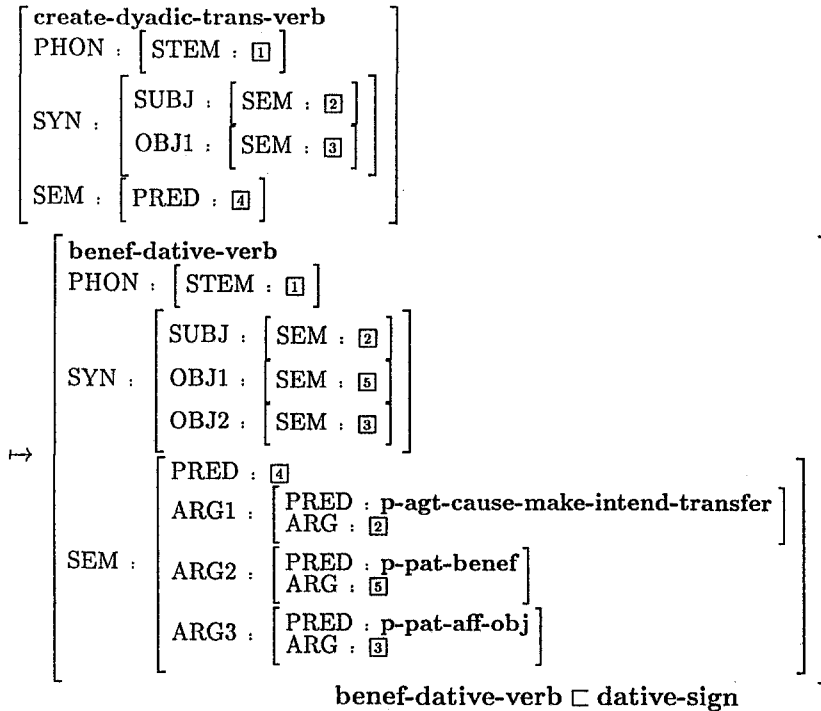 create-dyadic-trans-verb
PHON : [ STEM : 1 ]
SYN : [ SUBJ : [ SEM : 2 ]
OBJ1 : [ SEM : 3 ] ]
SEM : [ PRED : 4 ]
↦
benef-dative-verb
PHON : [ STEM : 1 ]
SYN : [ SUBJ : [ SEM : 2 ]
OBJ1 : [ SEM : 5 ]
OBJ2 : [ SEM : 3 ] ]
SEM : [ PRED : 4
ARG1 : [ PRED : p-agt-cause-make-intend-transfer
ARG : 2 ]
ARG2 : [ PRED : p-pat-benef
ARG : 5 ]
ARG3 : [ PRED : p-pat-aff-obj
ARG : 3 ] ]
benef-dative-verb ⊏ dative-sign